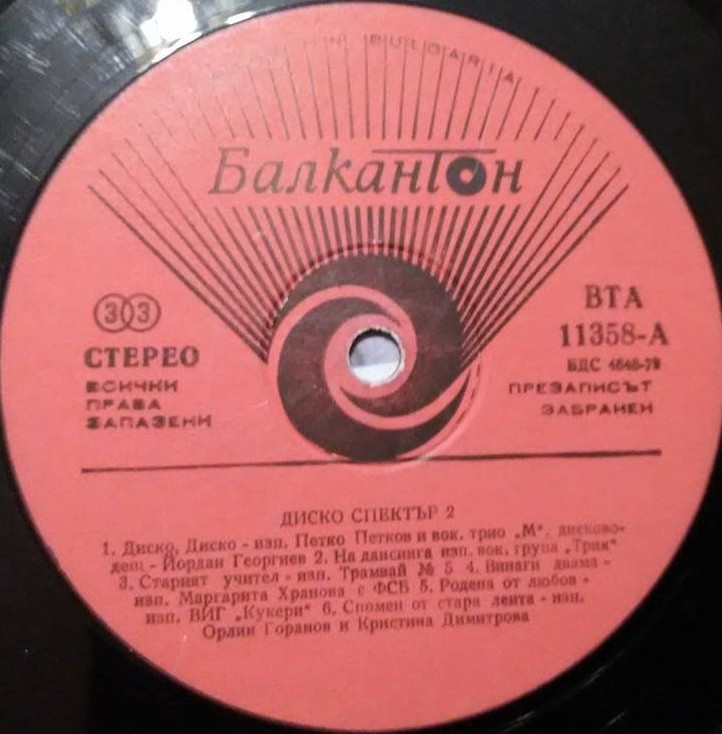 IN BULGARIA
Балкантон
33
СТЕРЕО
ВСИЧКИ
ПРАВА
ЗАПАЗЕНИ
ВТА
11358-А
БДС 4648-79
ПРЕЗАПИСЪТ
ЗАБРАНЕН
ДИСКО СПЕКТЪР 2
1. Диско, Диско - изп. Петко Петков и вок. трио „М“, дисково-
дещ - Йордан Георгиев 2. На дансинга изп. вок. група „Трик“
3. Старият учител - изп. Трамвай № 5 4. Винаги двама -
изп. Маргарита Хранова с ФСБ 5. Родена от любов -
изп. ВИГ „Кукери“ 6. Спомен от стара лента - изп.
Орлин Горанов и Кристина Димитрова